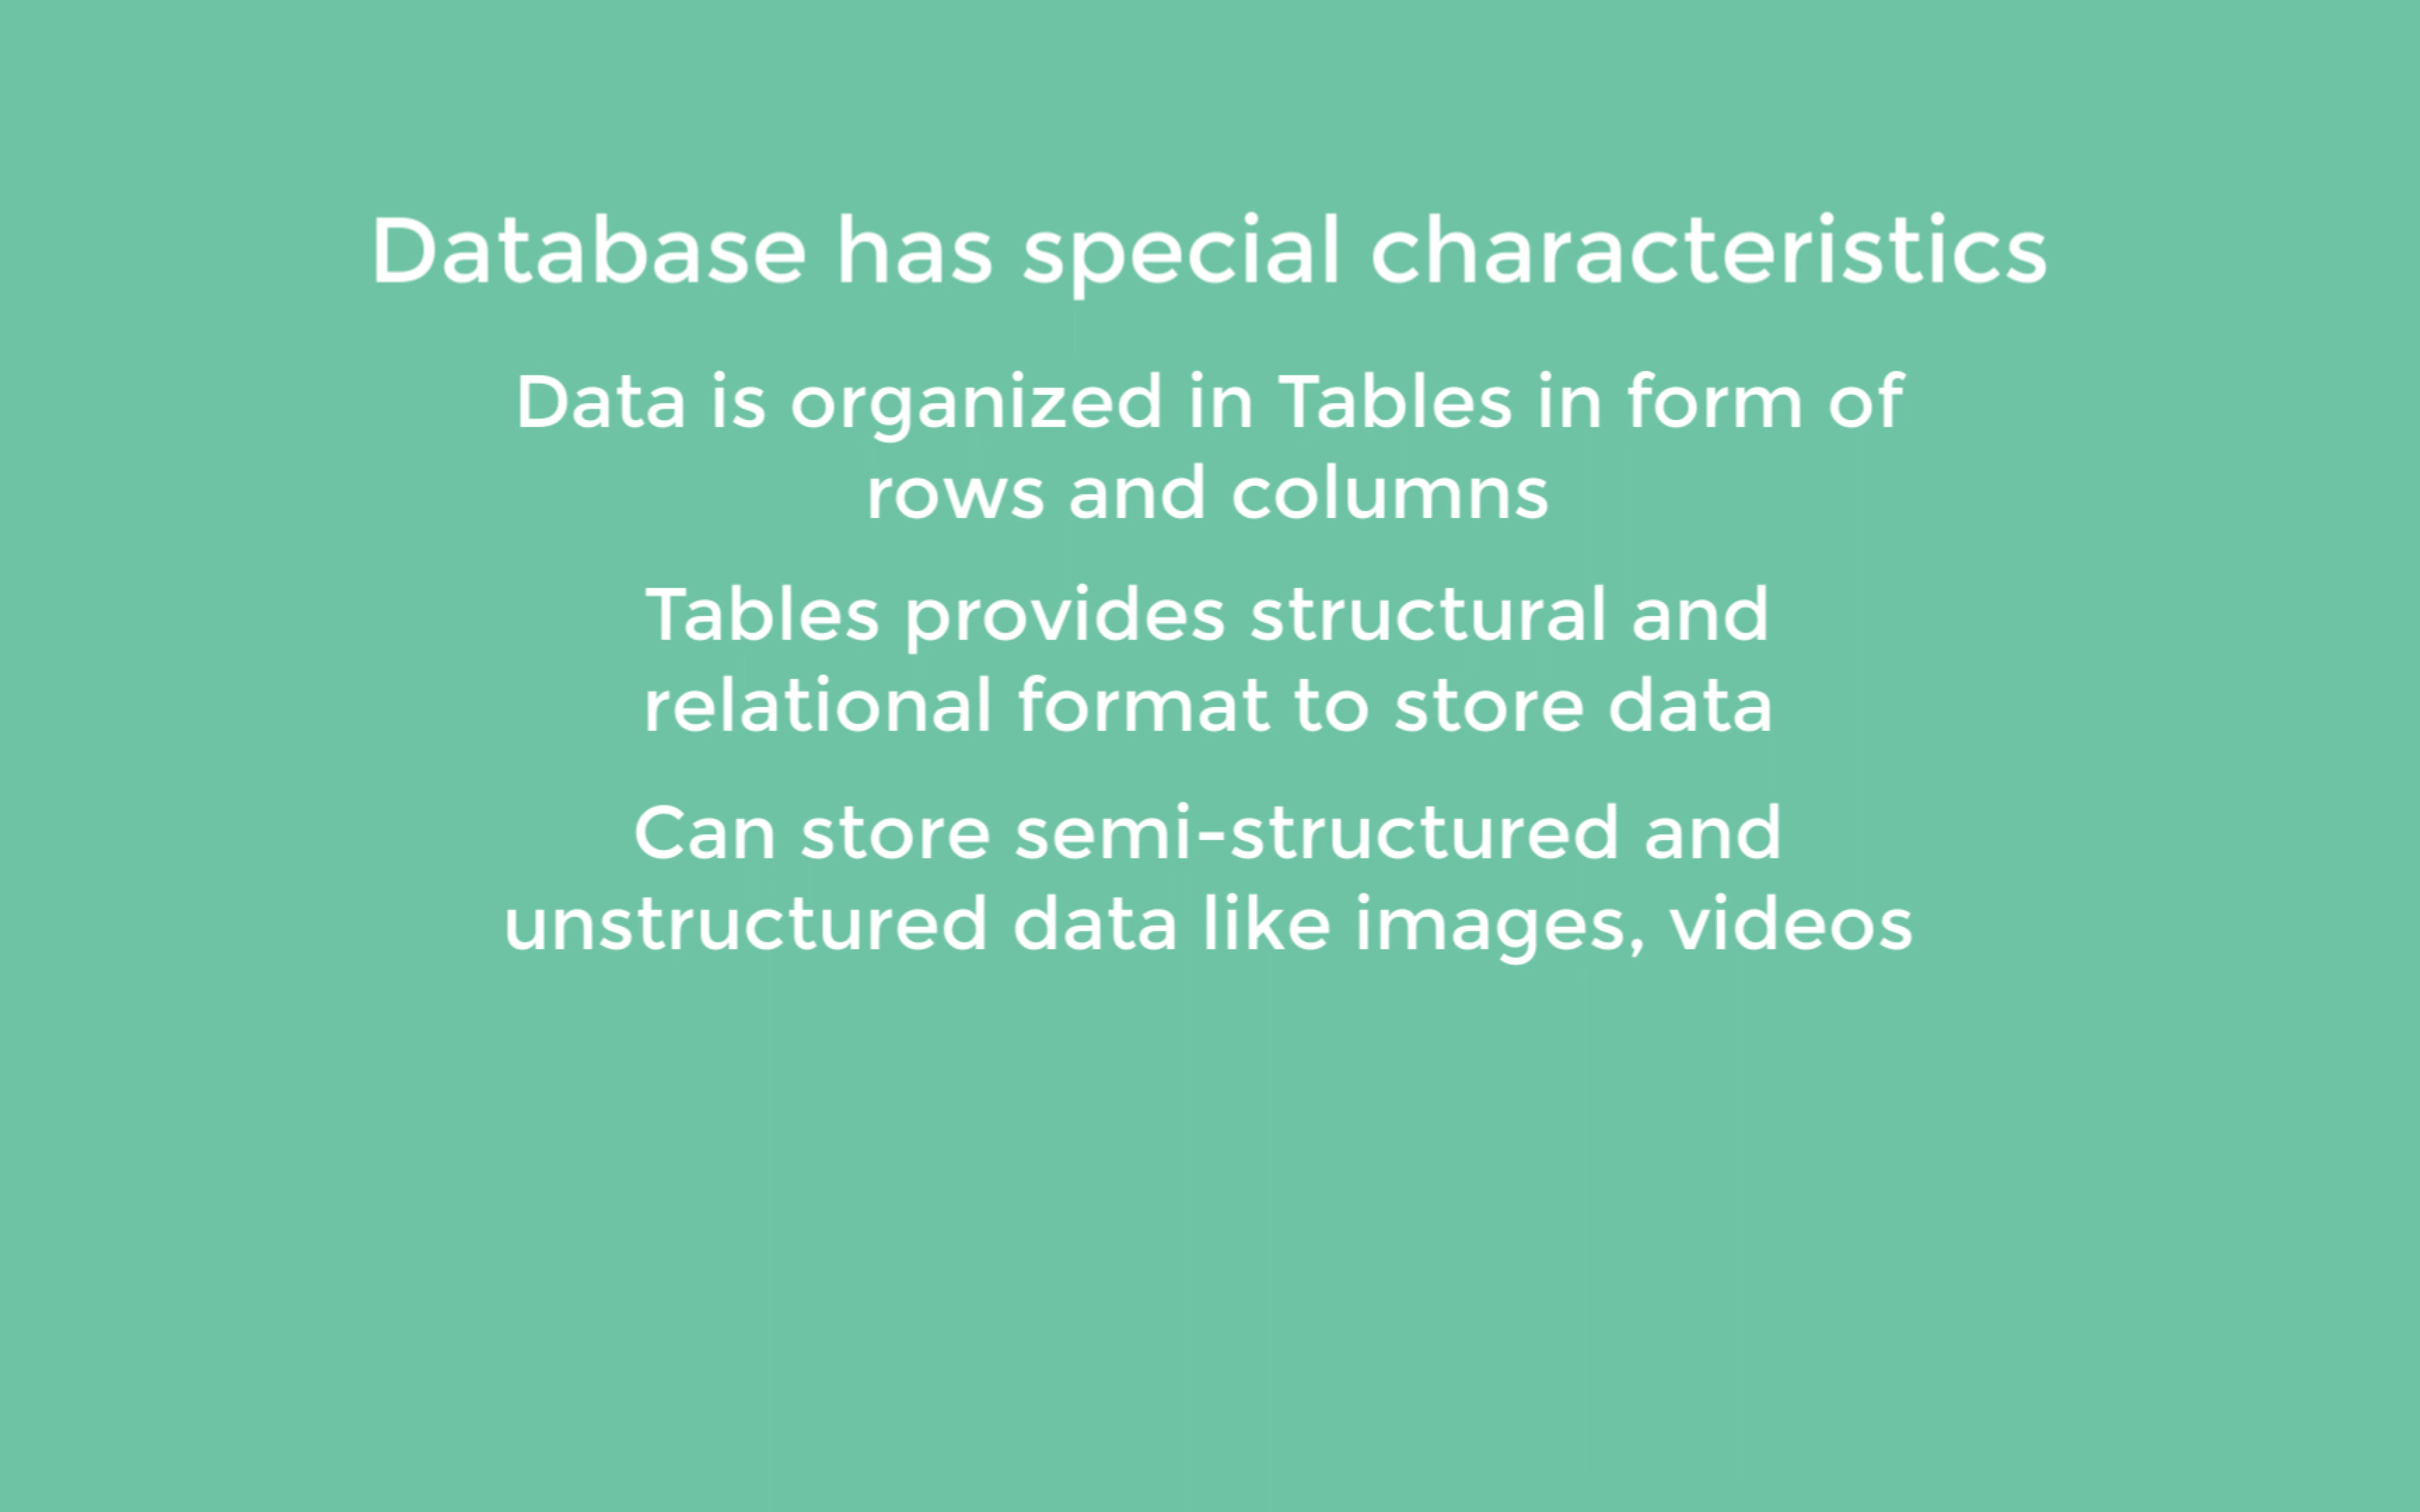 Database has special characteristics
Data is organized in Tables in form of
rows and columns
Tables provides structural and
relational format to store data
Can store semi-structured and
unstructured data like images, videos